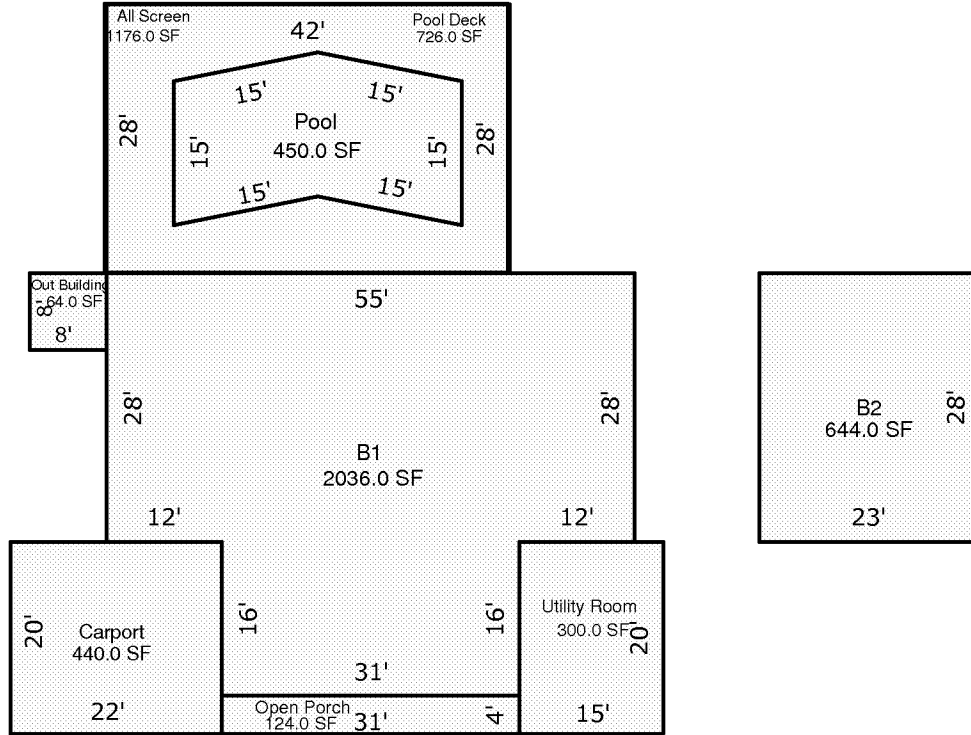 All Screen
1176.0 SF
Pool Deck
726.0 SF
42'
28'
28'
15'
15'
15'
15'
15'
15'
Pool
450.0 SF
Out Building
64.0 SF
8'
8'
55'
28'
28'
B1
2036.0 SF
12'
12'
B2
644.0 SF
28'
23'
16'
16'
31'
Carport
440.0 SF
20'
22'
Utility Room
300.0 SF
20'
15'
Open Porch
124.0 SF
31'
4'